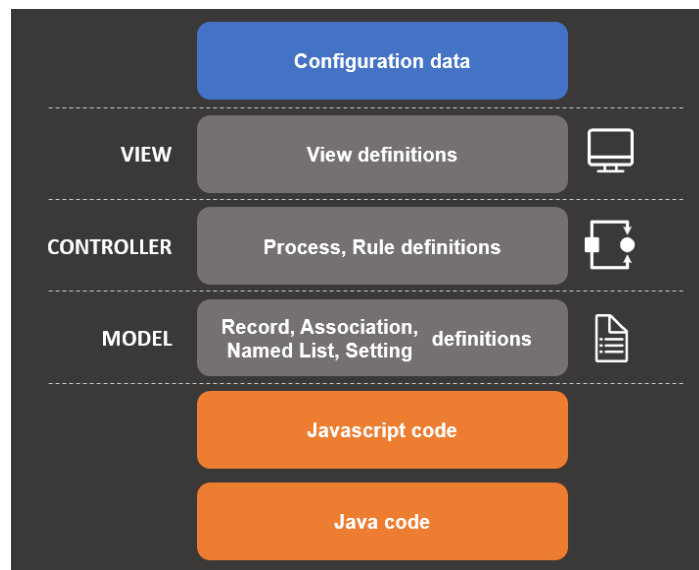 Configuration data
VIEW
View definitions
CONTROLLER
Process, Rule definitions
MODEL
Record, Association,
Named List, Setting
definitions
Javascript code
Java code